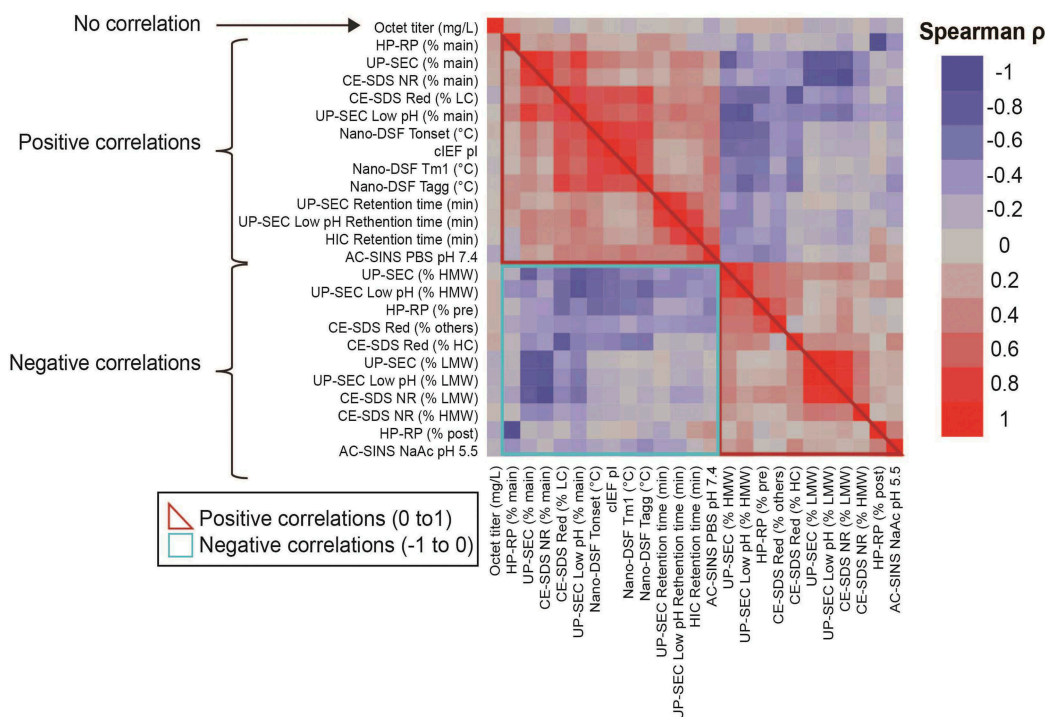 No correlation
Positive correlations
Negative correlations
Octet titer (mg/L)
HP-RP (% main)
UP-SEC (% main)
CE-SDS NR (% main)
CE-SDS Red (% LC)
UP-SEC Low pH (% main)
Nano-DSF Tonset (°C)
cIEF pI
Nano-DSF Tm1 (°C)
Nano-DSF Tagg (°C)
UP-SEC Retention time (min)
UP-SEC Low pH Rethention time (min)
HIC Retention time (min)
AC-SINS PBS pH 7.4
UP-SEC (% HMW)
UP-SEC Low pH (% HMW)
HP-RP (% pre)
CE-SDS Red (% others)
CE-SDS Red (% HC)
UP-SEC (% LMW)
UP-SEC Low pH (% LMW)
CE-SDS NR (% LMW)
CE-SDS NR (% HMW)
HP-RP (% post)
AC-SINS NaAc pH 5.5
Spearman ρ
-1
-0.8
-0.6
-0.4
-0.2
0
0.2
0.4
0.6
0.8
1
Positive correlations (0 to1)
Negative correlations (-1 to 0)
Octet titer (mg/L)
HP-RP (% main)
UP-SEC (% main)
CE-SDS NR (% main)
CE-SDS Red (% LC)
UP-SEC Low pH (% main)
Nano-DSF Tonset (°C)
cIEF pI
Nano-DSF Tm1 (°C)
Nano-DSF Tagg (°C)
UP-SEC Retention time (min)
UP-SEC Low pH Rethention time (min)
HIC Retention time (min)
AC-SINS PBS pH 7.4
UP-SEC (% HMW)
UP-SEC Low pH (% HMW)
HP-RP (% pre)
CE-SDS Red (% others)
CE-SDS Red (% HC)
UP-SEC (% LMW)
UP-SEC Low pH (% LMW)
CE-SDS NR (% LMW)
CE-SDS NR (% HMW)
HP-RP (% post)
AC-SINS NaAc pH 5.5